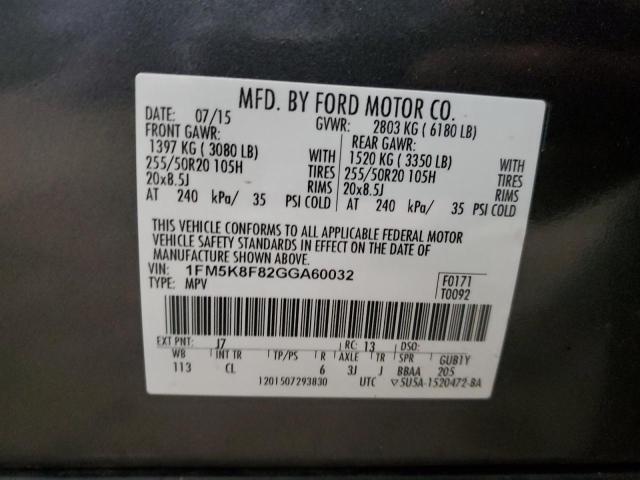 MFD. BY FORD MOTOR CO.
DATE: 07/15 GVWR: 2803 KG ( 6180 LB)
FRONT GAWR: REAR GAWR:
1397 KG ( 3080 LB) WITH 1520 KG ( 3350 LB) WITH
255/50R20 105H TIRES 255/50R20 105H TIRES
20x8.5J RIMS 20x8.5J RIMS
AT 240 kPa/ 35 PSI COLD AT 240 kPa/ 35 PSI COLD
THIS VEHICLE CONFORMS TO ALL APPLICABLE FEDERAL MOTOR
VEHICLE SAFETY STANDARDS IN EFFECT ON THE DATE OF
MANUFACTURE SHOWN ABOVE.
VIN: 1FM5K8F82GGA60032 F0171
TYPE: MPV T0092
EXT PNT: J7 RC: 13 DSO:
WB INT TR TP/PS R AXLE TR SPR GUB1Y
113 CL 6 3J J BBAA 205
1201507293830 UTC ▽5U5A-1520472-BA